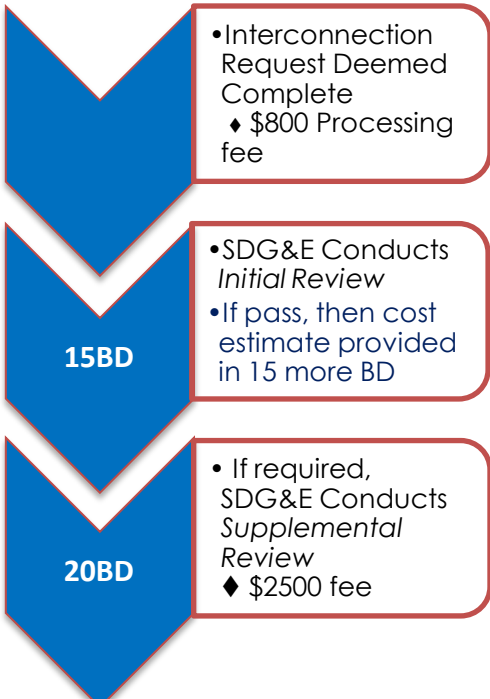 •Interconnection
Request Deemed
Complete
♦ $800 Processing
fee
•SDG&E Conducts
Initial Review
•If pass, then cost
estimate provided
in 15 more BD
15BD
• If required,
SDG&E Conducts
Supplemental
Review
♦ $2500 fee
20BD